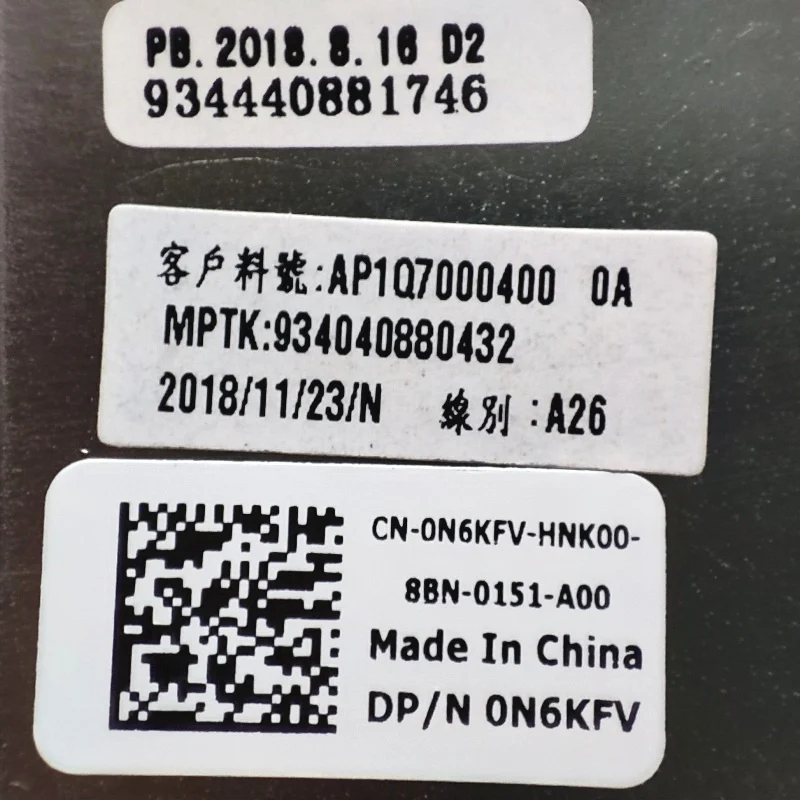 PB. 2018. 8. 16 D2
934440881746
客戶料號:AP1Q7000400 0A
MPTK:934040880432
2018/11/23/N 線別:A26
CN-0N6KFV-HNK00-
8BN-0151-A00
Made In China
DP/N 0N6KFV